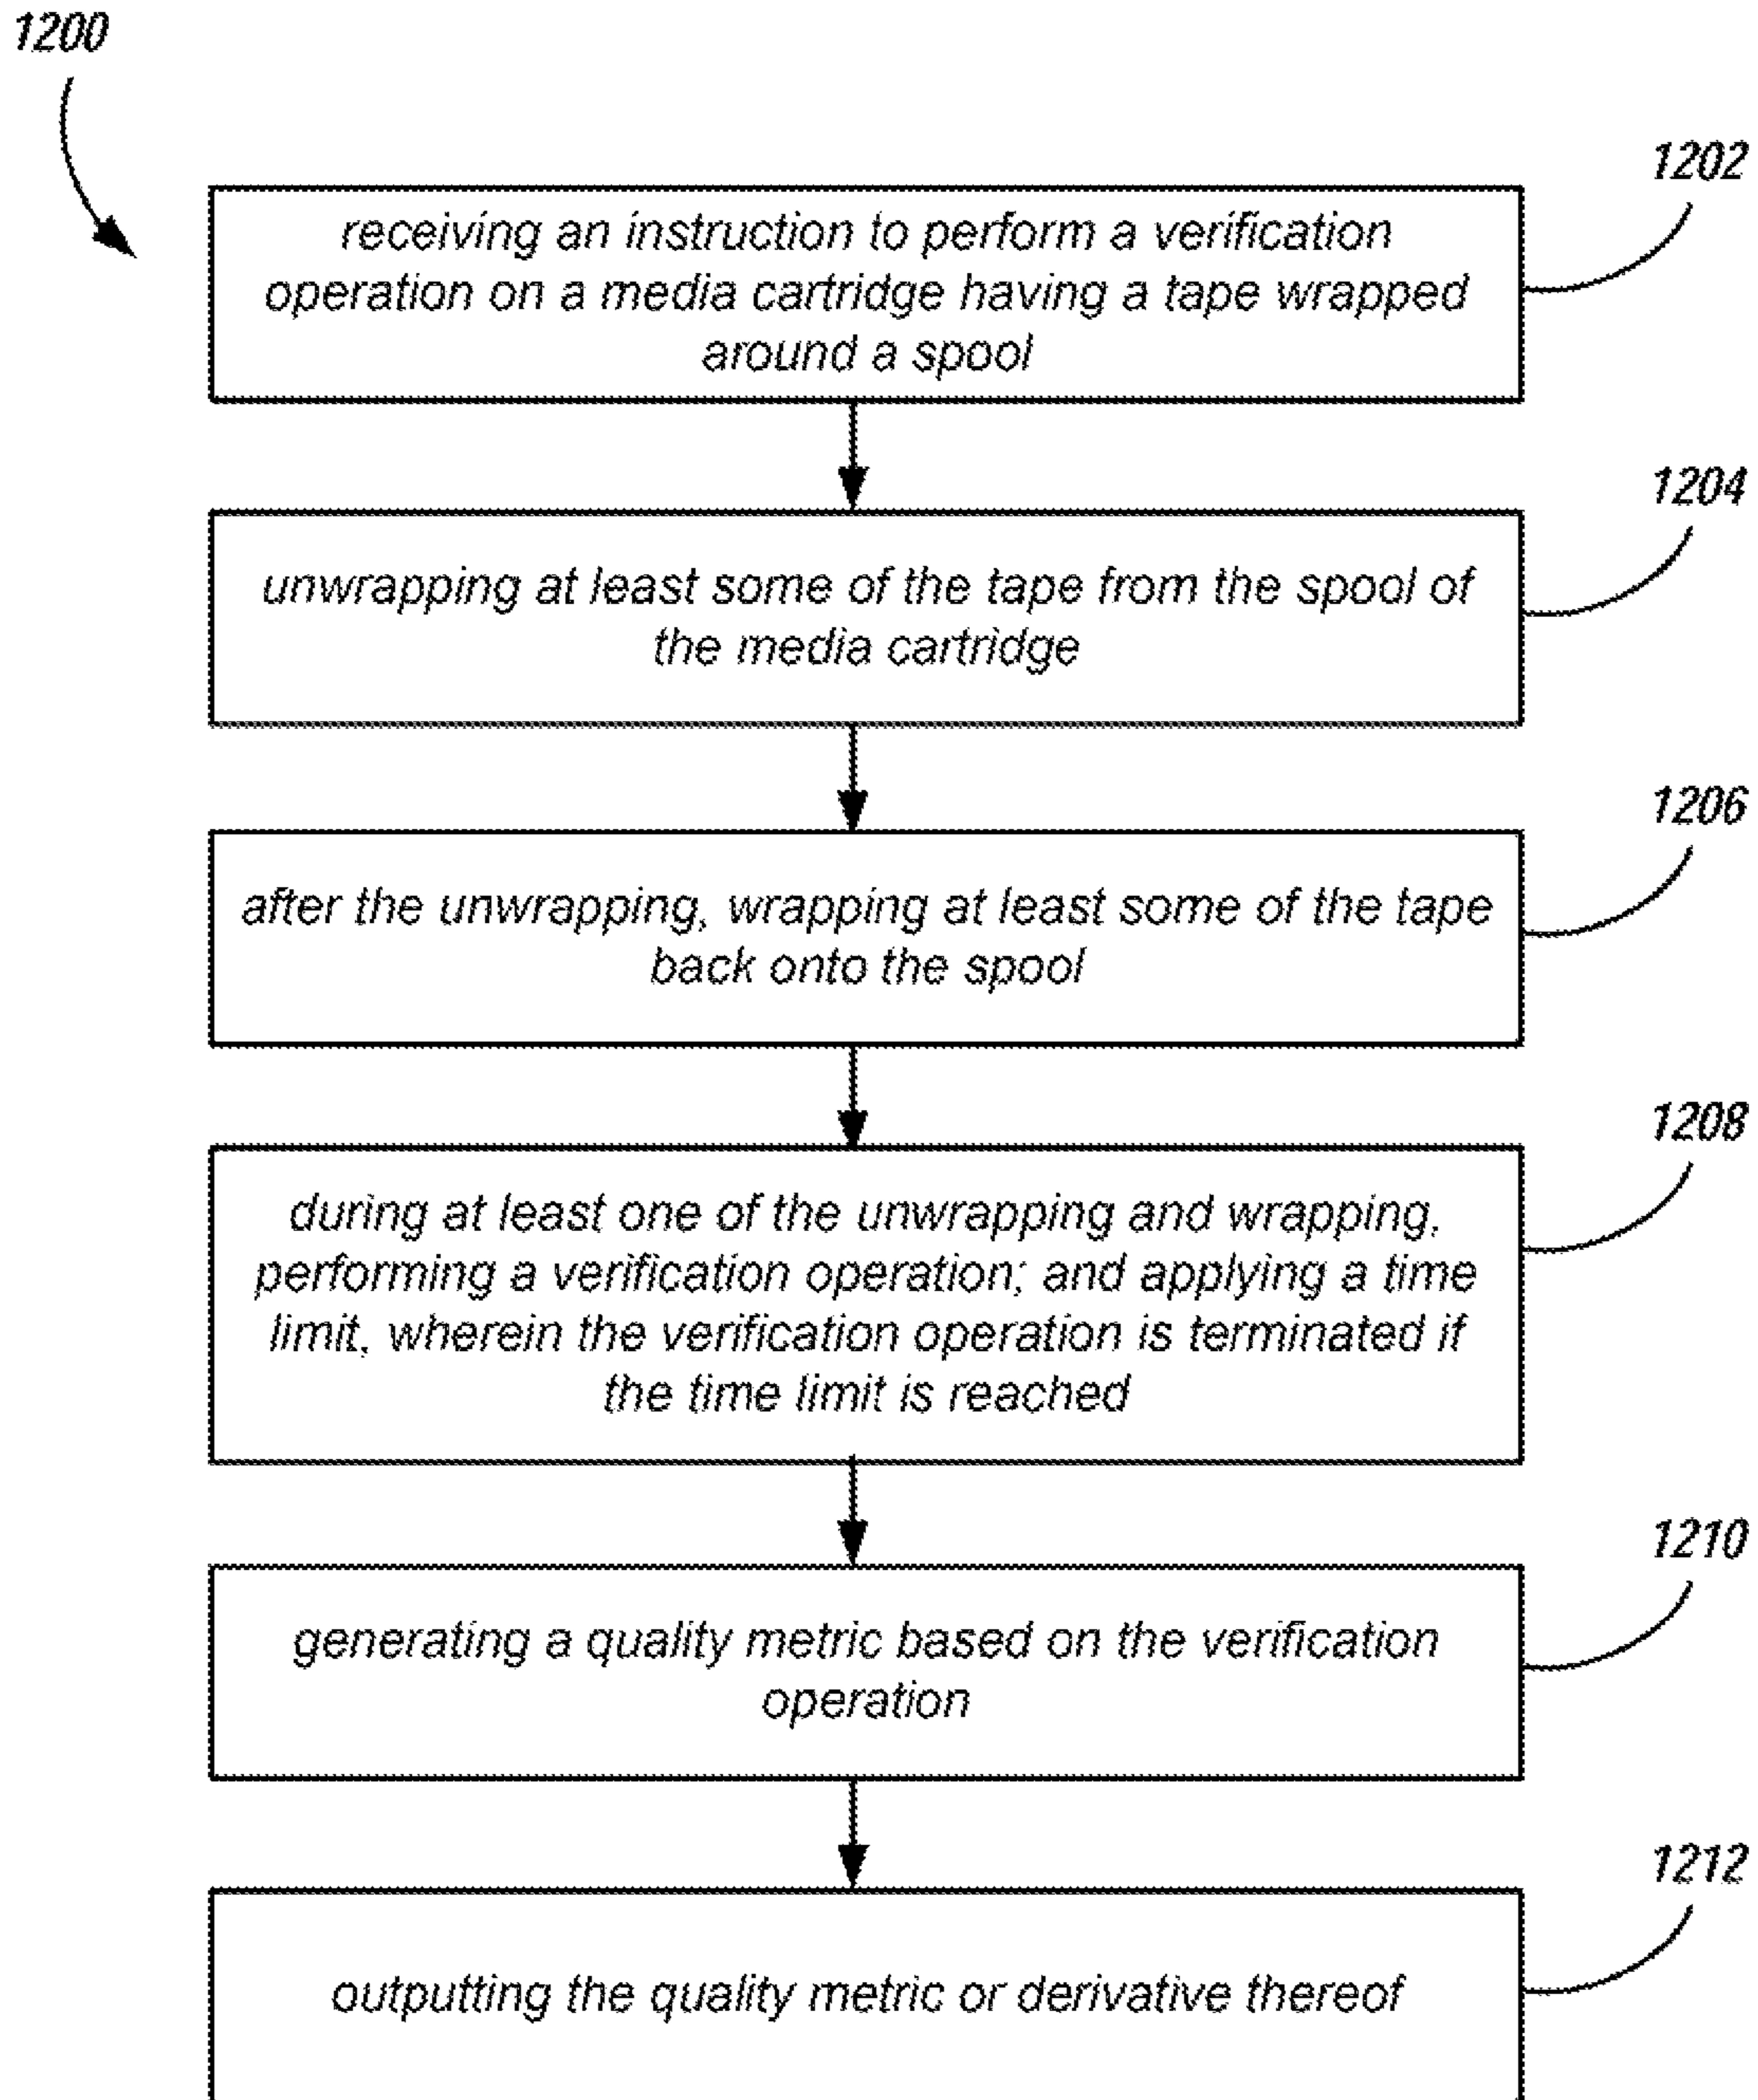 1200
1202
receiving an instruction to perform a verification
operation on a media cartridge having a tape wrapped
around a spool
1204
unwrapping at least some of the tape from the spool of
the media cartridge
1206
after the unwrapping, wrapping at least some of the tape
back onto the spool
1208
during at least one of the unwrapping and wrapping,
performing a verification operation; and applying a time
limit, wherein the verification operation is terminated if
the time limit is reached
1210
generating a quality metric based on the verification
operation
1212
outputting the quality metric or derivative thereof